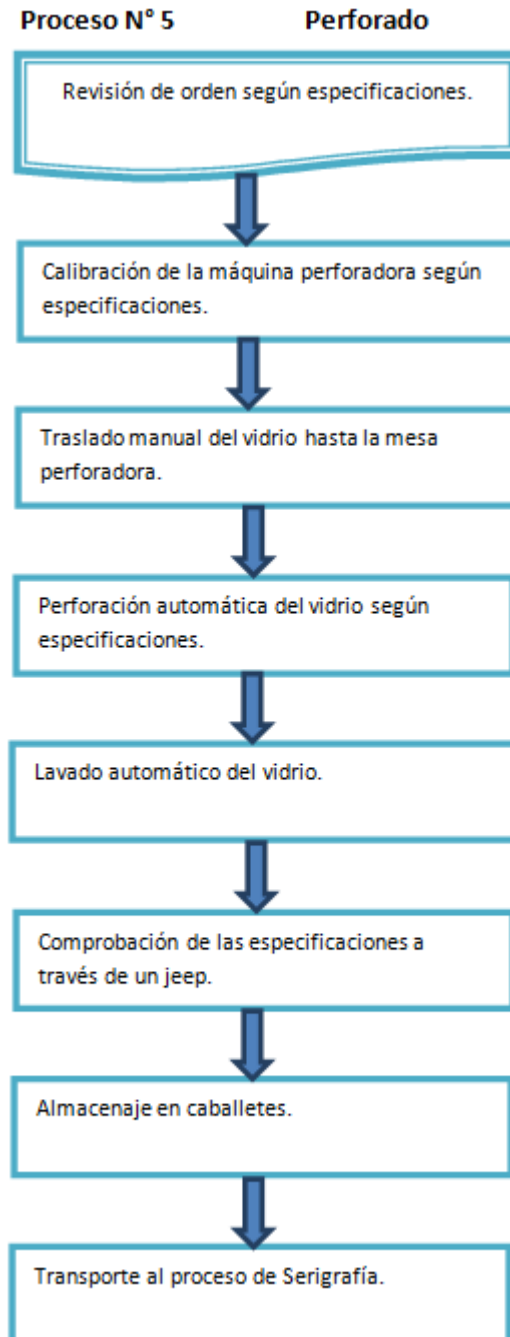 Proceso N° 5 Perforado
Revisión de orden según especificaciones.
Calibración de la máquina perforadora según
especificaciones.
Traslado manual del vidrio hasta la mesa
perforadora.
Perforación automática del vidrio según
especificaciones.
Lavado automático del vidrio.
Comprobación de las especificaciones a
través de un jeep.
Almacenaje en caballetes.
Transporte al proceso de Serigrafía.